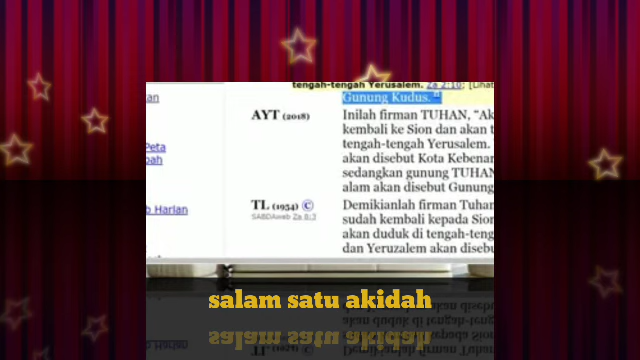 tengah-tengah Yerusalem. Za 2:10; [Lihat
Gunung Kudus."
an
AYT (2018)
Inilah firman TUHAN, "Ak
kembali ke Sion dan akan t
tengah-tengah Yerusalem.
akan disebut Kota Kebenar
sedangkan gunung TUHAN
alam akan disebut Gunung
Peta
bah
b Harian
TL (1954) ©
SABDAweb Za 8:3
Demikianlah firman Tuhan
sudah kembali kepada Sion
akan duduk di tengah-teng
dan Yeruzalem akan disebu
salam satu akidah